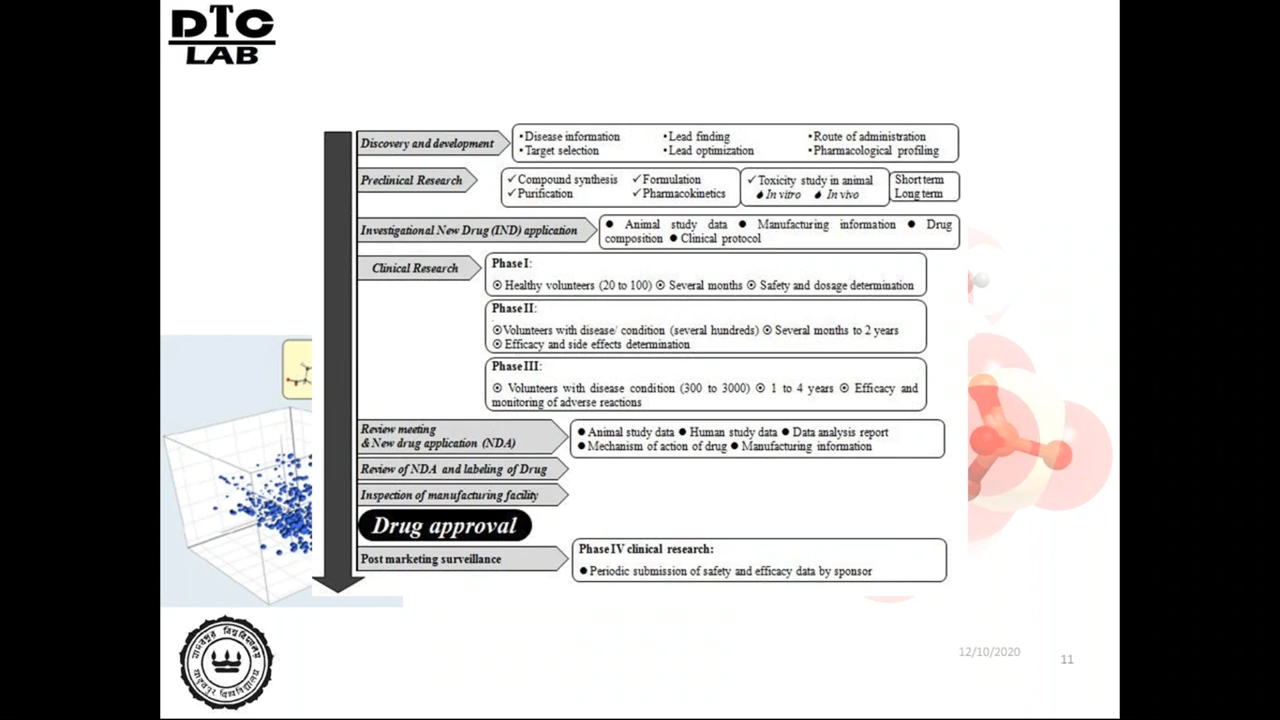 DTC
LAB
Discovery and development
•Disease information •Lead finding •Route of administration
•Target selection •Lead optimization •Pharmacological profiling
Preclinical Research
✓Compound synthesis ✓Formulation
✓Purification ✓Pharmacokinetics
✓Toxicity study in animal
In vitro In vivo
Short term
Long term
Investigational New Drug (IND) application
● Animal study data ● Manufacturing information ● Drug
composition ● Clinical protocol
Clinical Research
Phase I:
⊙ Healthy volunteers (20 to 100) ⊙ Several months ⊙ Safety and dosage determination
Phase II:
⊙Volunteers with disease/ condition (several hundreds) ⊙ Several months to 2 years
⊙ Efficacy and side effects determination
Phase III:
⊙ Volunteers with disease condition (300 to 3000) ⊙ 1 to 4 years ⊙ Efficacy and
monitoring of adverse reactions
Review meeting
& New drug application (NDA)
● Animal study data ● Human study data ● Data analysis report
● Mechanism of action of drug ● Manufacturing information
Review of NDA and labeling of Drug
Inspection of manufacturing facility
Drug approval
Post marketing surveillance
Phase IV clinical research:
● Periodic submission of safety and efficacy data by sponsor
যাদবপুর বিশ্ববিদ্যালয়
12/10/2020
11